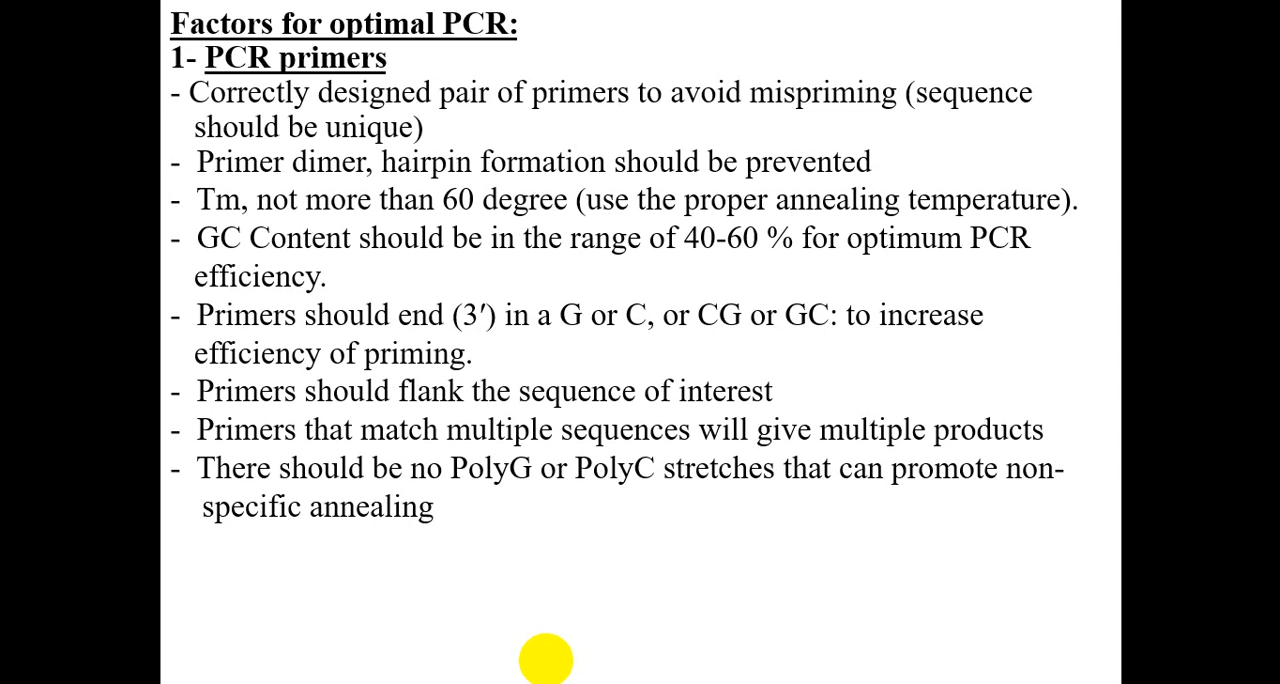 Factors for optimal PCR:
1- PCR primers
- Correctly designed pair of primers to avoid mispriming (sequence
should be unique)
- Primer dimer, hairpin formation should be prevented
- Tm, not more than 60 degree (use the proper annealing temperature).
- GC Content should be in the range of 40-60 % for optimum PCR
efficiency.
- Primers should end (3′) in a G or C, or CG or GC: to increase
efficiency of priming.
- Primers should flank the sequence of interest
- Primers that match multiple sequences will give multiple products
- There should be no PolyG or PolyC stretches that can promote non-
specific annealing